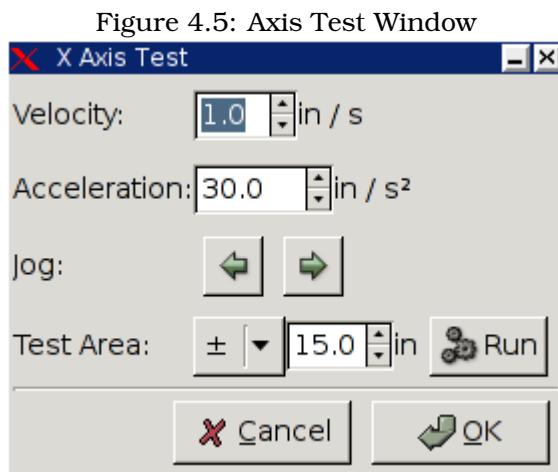 Figure 4.5: Axis Test Window
X Axis Test
Velocity: 1.0 in / s
Acceleration: 30.0 in / s²
Jog:
Test Area: ± 15.0 in Run
Cancel OK